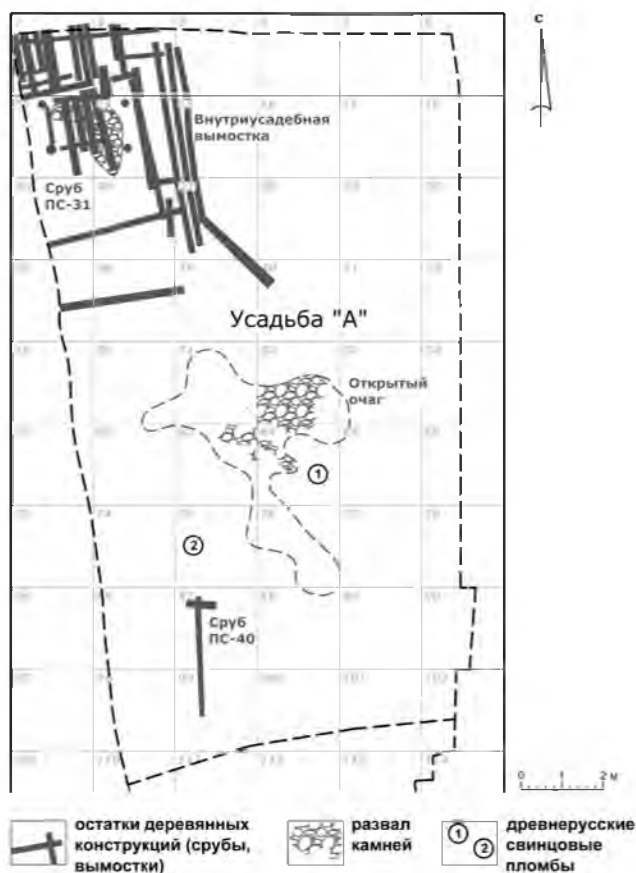 С
Внутриусадебная
вымостка
Сруб
ПС-31
Усадьба "А"
Открытый
очаг
1
2
Сруб
ПС-40
0 1 2 м
остатки деревянных
конструкций (срубы,
вымостки)
развал
камней
1
2
древнерусские
свинцовые
пломбы